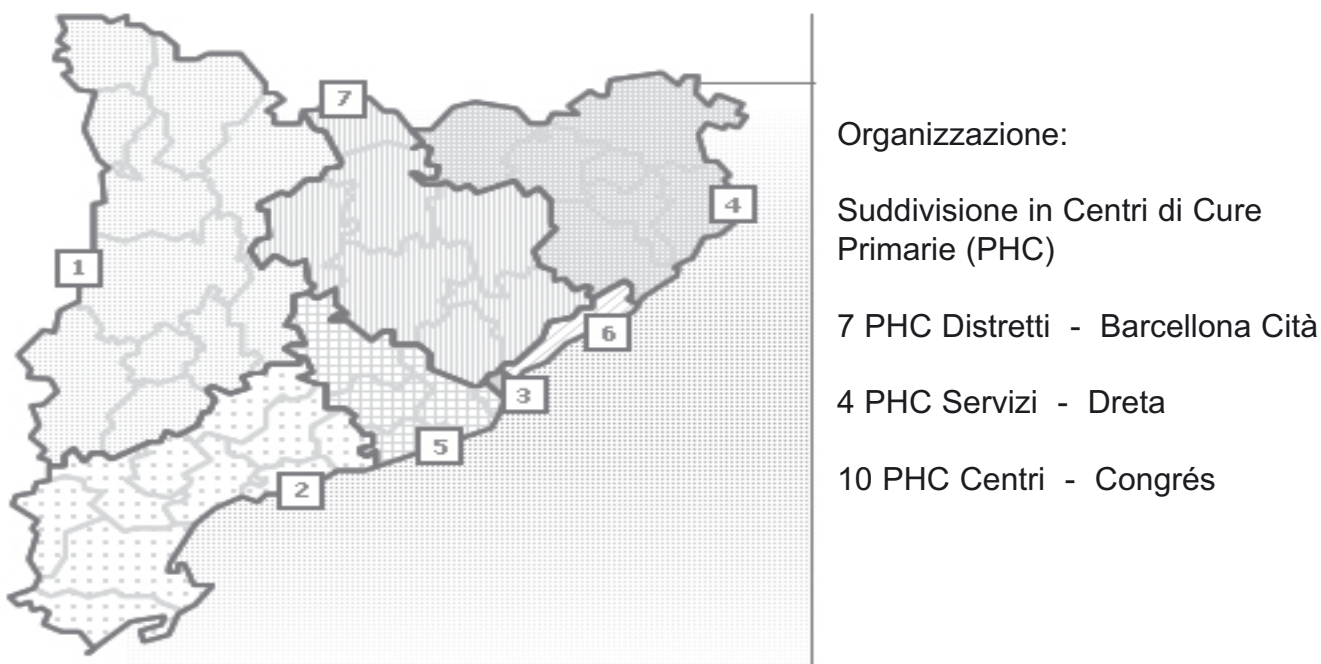 7
4
1
6
3
5
2
Organizzazione:
Suddivisione in Centri di Cure
Primarie (PHC)
7 PHC Distretti - Barcellona Cità
4 PHC Servizi - Dreta
10 PHC Centri - Congrés